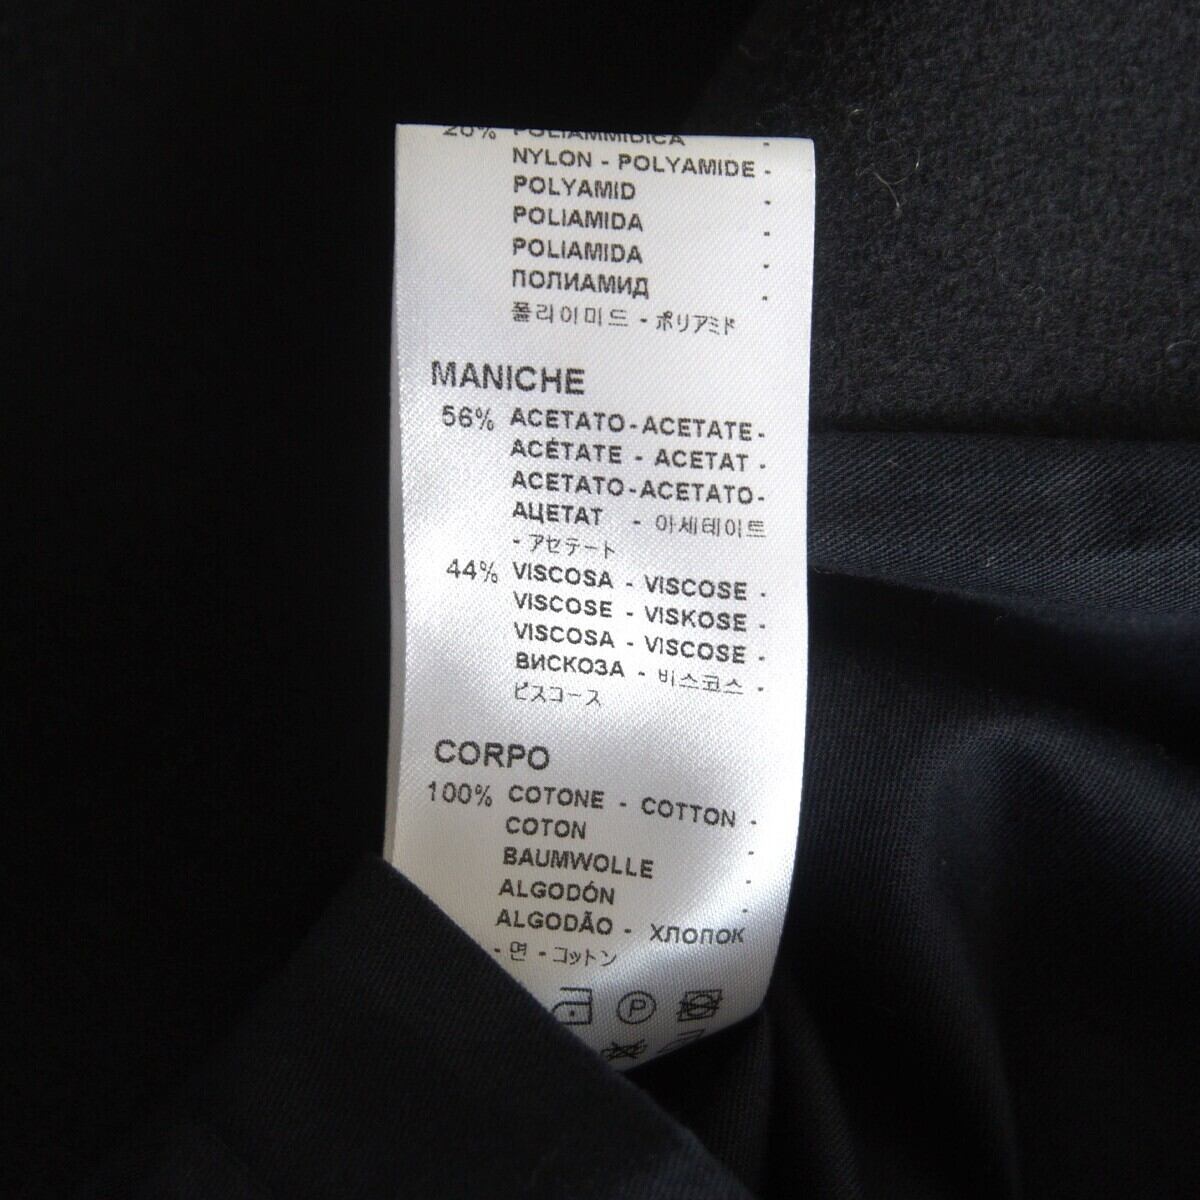 20% POLIAMMIDICA -
NYLON - POLYAMIDE -
POLYAMID -
POLIAMIDA -
POLIAMIDA -
ПОЛИАМИД -
폴리아미드 - ポリアミド
MANICHE
56% ACETATO - ACETATE -
ACÉTATE - ACETAT -
ACETATO - ACETATO -
АЦЕТАТ - 아세테이트
- アセテート
44% VISCOSA - VISCOSE -
VISCOSE - VISKOSE -
VISCOSA - VISCOSE -
ВИСКОЗА - 비스코스 -
ビスコース
CORPO
100% COTONE - COTTON -
COTON -
BAUMWOLLE -
ALGODÓN -
ALGODÃO - ХЛОПОК
- 면 - コットン
P